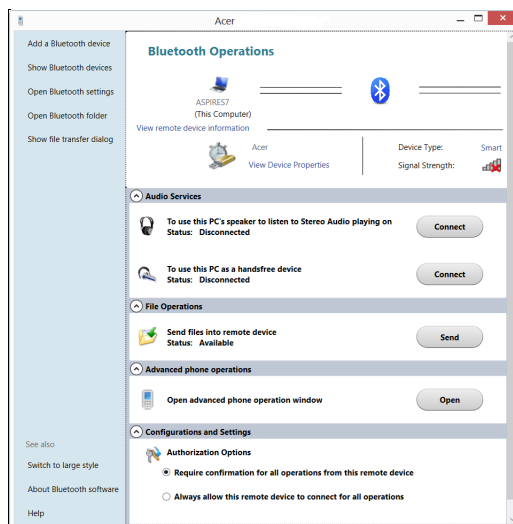 Acer
Add a Bluetooth device
Show Bluetooth devices
Open Bluetooth settings
Open Bluetooth folder
Show file transfer dialog
Bluetooth Operations
ASPIRES7
(This Computer)
View remote device information
Acer
View Device Properties
Device Type: Smart
Signal Strength:
Audio Services
To use this PC's speaker to listen to Stereo Audio playing on
Status: Disconnected
Connect
To use this PC as a handsfree device
Status: Disconnected
Connect
File Operations
Send files into remote device
Status: Available
Send
Advanced phone operations
Open advanced phone operation window
Open
Configurations and Settings
Authorization Options
Require confirmation for all operations from this remote device
Always allow this remote device to connect for all operations
See also
Switch to large style
About Bluetooth software
Help